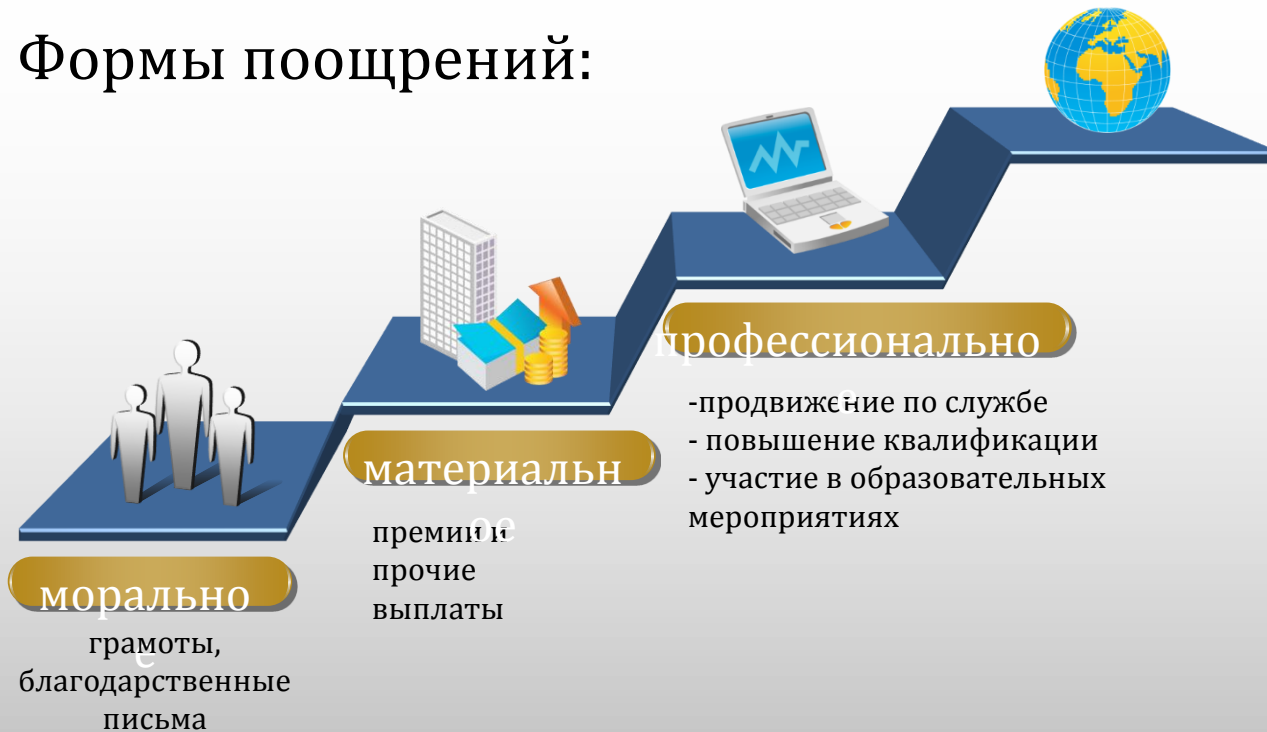 Формы поощрений:
морально
е
грамоты,
благодарственные
письма
материальн
ое
премии и
прочие
выплаты
профессионально
е
-продвижение по службе
- повышение квалификации
- участие в образовательных
мероприятиях